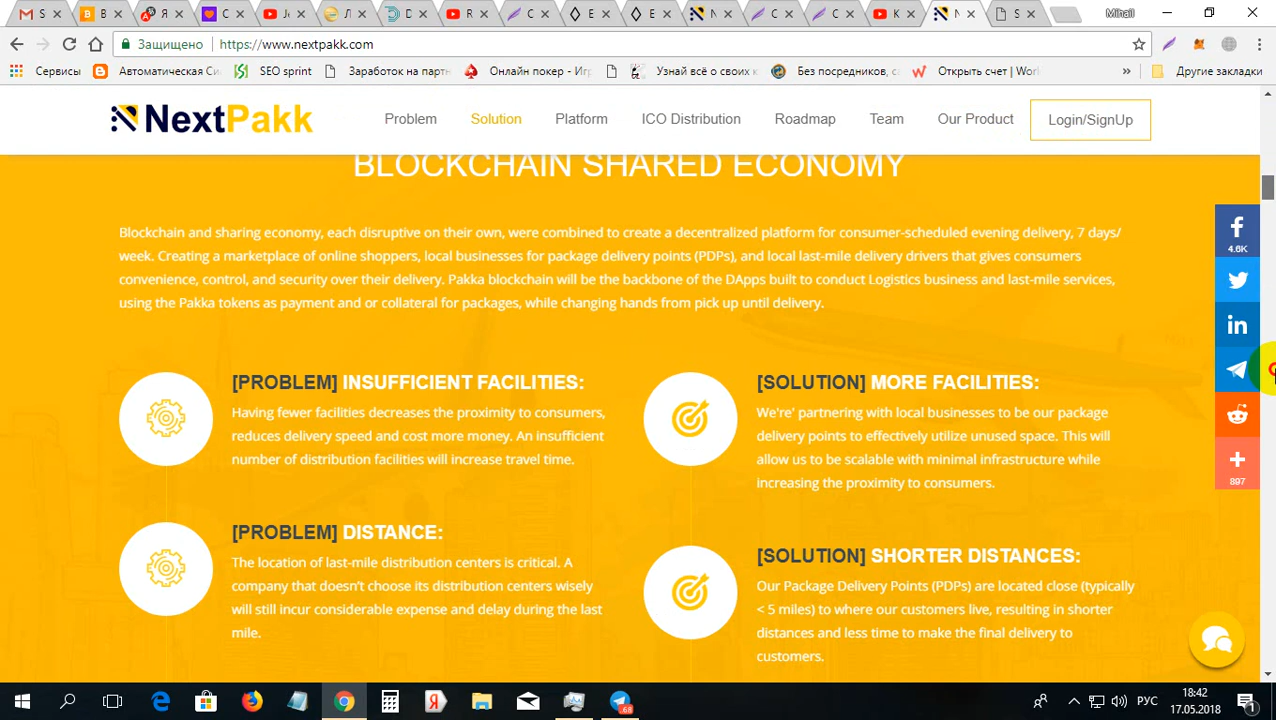 S
B
Я
C
Je
Л
D
R
C
E
E
N
C
C
K
N
S
Mihail
Защищено
https://www.nextpakk.com
Сервисы
Автоматическая Си
SEO sprint
Заработок на партн
Онлайн покер - Игр
Узнай всё о своих к
Без посредников, са
Открыть счет | Worl
»
Другие закладки
NextPakk
Problem
Solution
Platform
ICO Distribution
Roadmap
Team
Our Product
Login/SignUp
BLOCKCHAIN SHARED ECONOMY
Blockchain and sharing economy, each disruptive on their own, were combined to create a decentralized platform for consumer-scheduled evening delivery, 7 days/
week. Creating a marketplace of online shoppers, local businesses for package delivery points (PDPs), and local last-mile delivery drivers that gives consumers
convenience, control, and security over their delivery. Pakka blockchain will be the backbone of the DApps built to conduct Logistics business and last-mile services,
using the Pakka tokens as payment and or collateral for packages, while changing hands from pick up until delivery.
[PROBLEM] INSUFFICIENT FACILITIES:
Having fewer facilities decreases the proximity to consumers,
reduces delivery speed and cost more money. An insufficient
number of distribution facilities will increase travel time.
[SOLUTION] MORE FACILITIES:
We're' partnering with local businesses to be our package
delivery points to effectively utilize unused space. This will
allow us to be scalable with minimal infrastructure while
increasing the proximity to consumers.
[PROBLEM] DISTANCE:
The location of last-mile distribution centers is critical. A
company that doesn't choose its distribution centers wisely
will still incur considerable expense and delay during the last
mile.
[SOLUTION] SHORTER DISTANCES:
Our Package Delivery Points (PDPs) are located close (typically
< 5 miles) to where our customers live, resulting in shorter
distances and less time to make the final delivery to
customers.
4.6K
897
68
РУС
18:42
17.05.2018
1